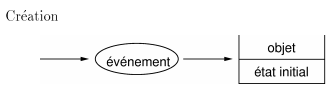 Création
événement
objet
état initial